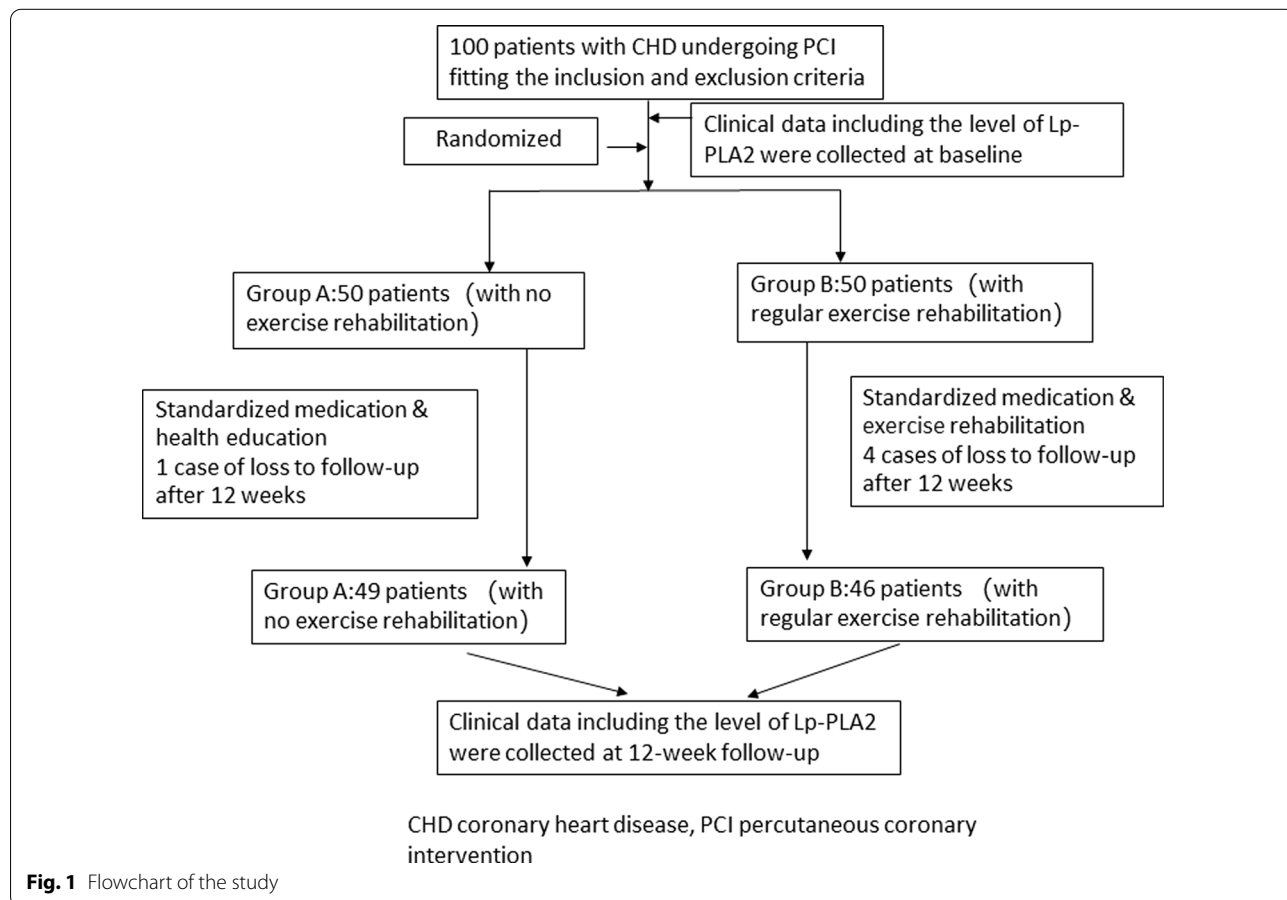 100 patients with CHD undergoing PCI
fitting the inclusion and exclusion criteria
Randomized
Clinical data including the level of Lp-
PLA2 were collected at baseline
Group A:50 patients (with no
exercise rehabilitation)
Group B:50 patients (with
regular exercise rehabilitation)
Standardized medication &
health education
1 case of loss to follow-up
after 12 weeks
Standardized medication &
exercise rehabilitation
4 cases of loss to follow-up
after 12 weeks
Group A:49 patients (with
no exercise rehabilitation)
Group B:46 patients (with
regular exercise rehabilitation)
Clinical data including the level of Lp-PLA2
were collected at 12-week follow-up
CHD coronary heart disease, PCI percutaneous coronary
intervention
Fig. 1 Flowchart of the study